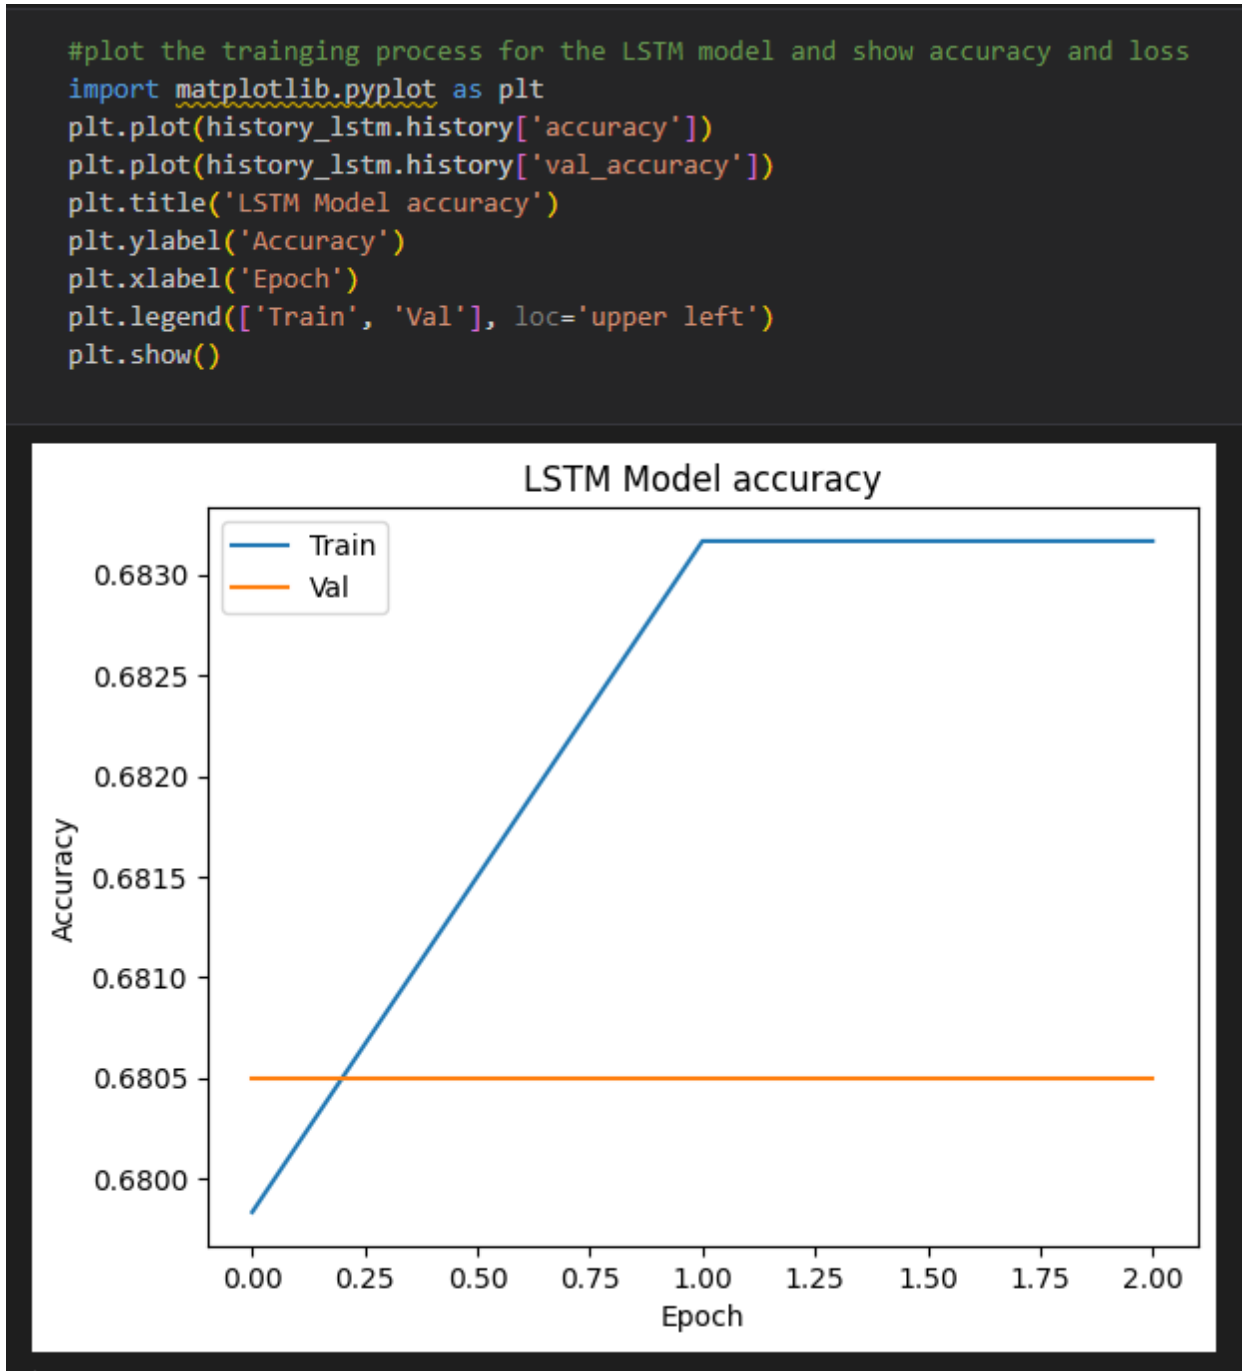 #plot the trainging process for the LSTM model and show accuracy and loss
import matplotlib.pyplot as plt
plt.plot(history_lstm.history['accuracy'])
plt.plot(history_lstm.history['val_accuracy'])
plt.title('LSTM Model accuracy')
plt.ylabel('Accuracy')
plt.xlabel('Epoch')
plt.legend(['Train', 'Val'], loc='upper left')
plt.show()
LSTM Model accuracy
Train
Val
0.6830
0.6825
0.6820
0.6815
0.6810
0.6805
0.6800
Accuracy
0.00 0.25 0.50 0.75 1.00 1.25 1.50 1.75 2.00
Epoch